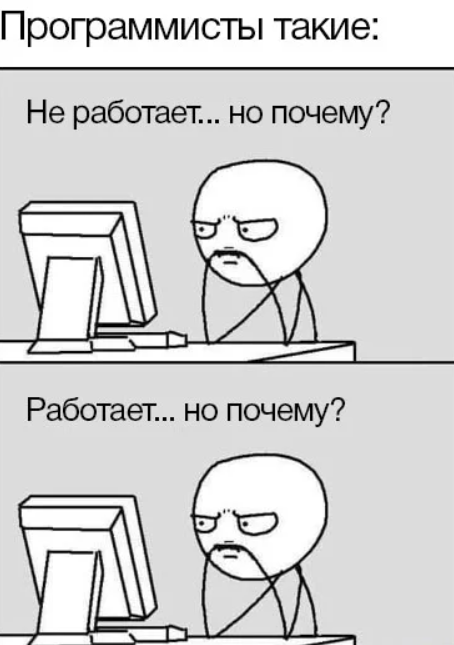 Программисты такие:
Не работает... но почему?
Работает... но почему?